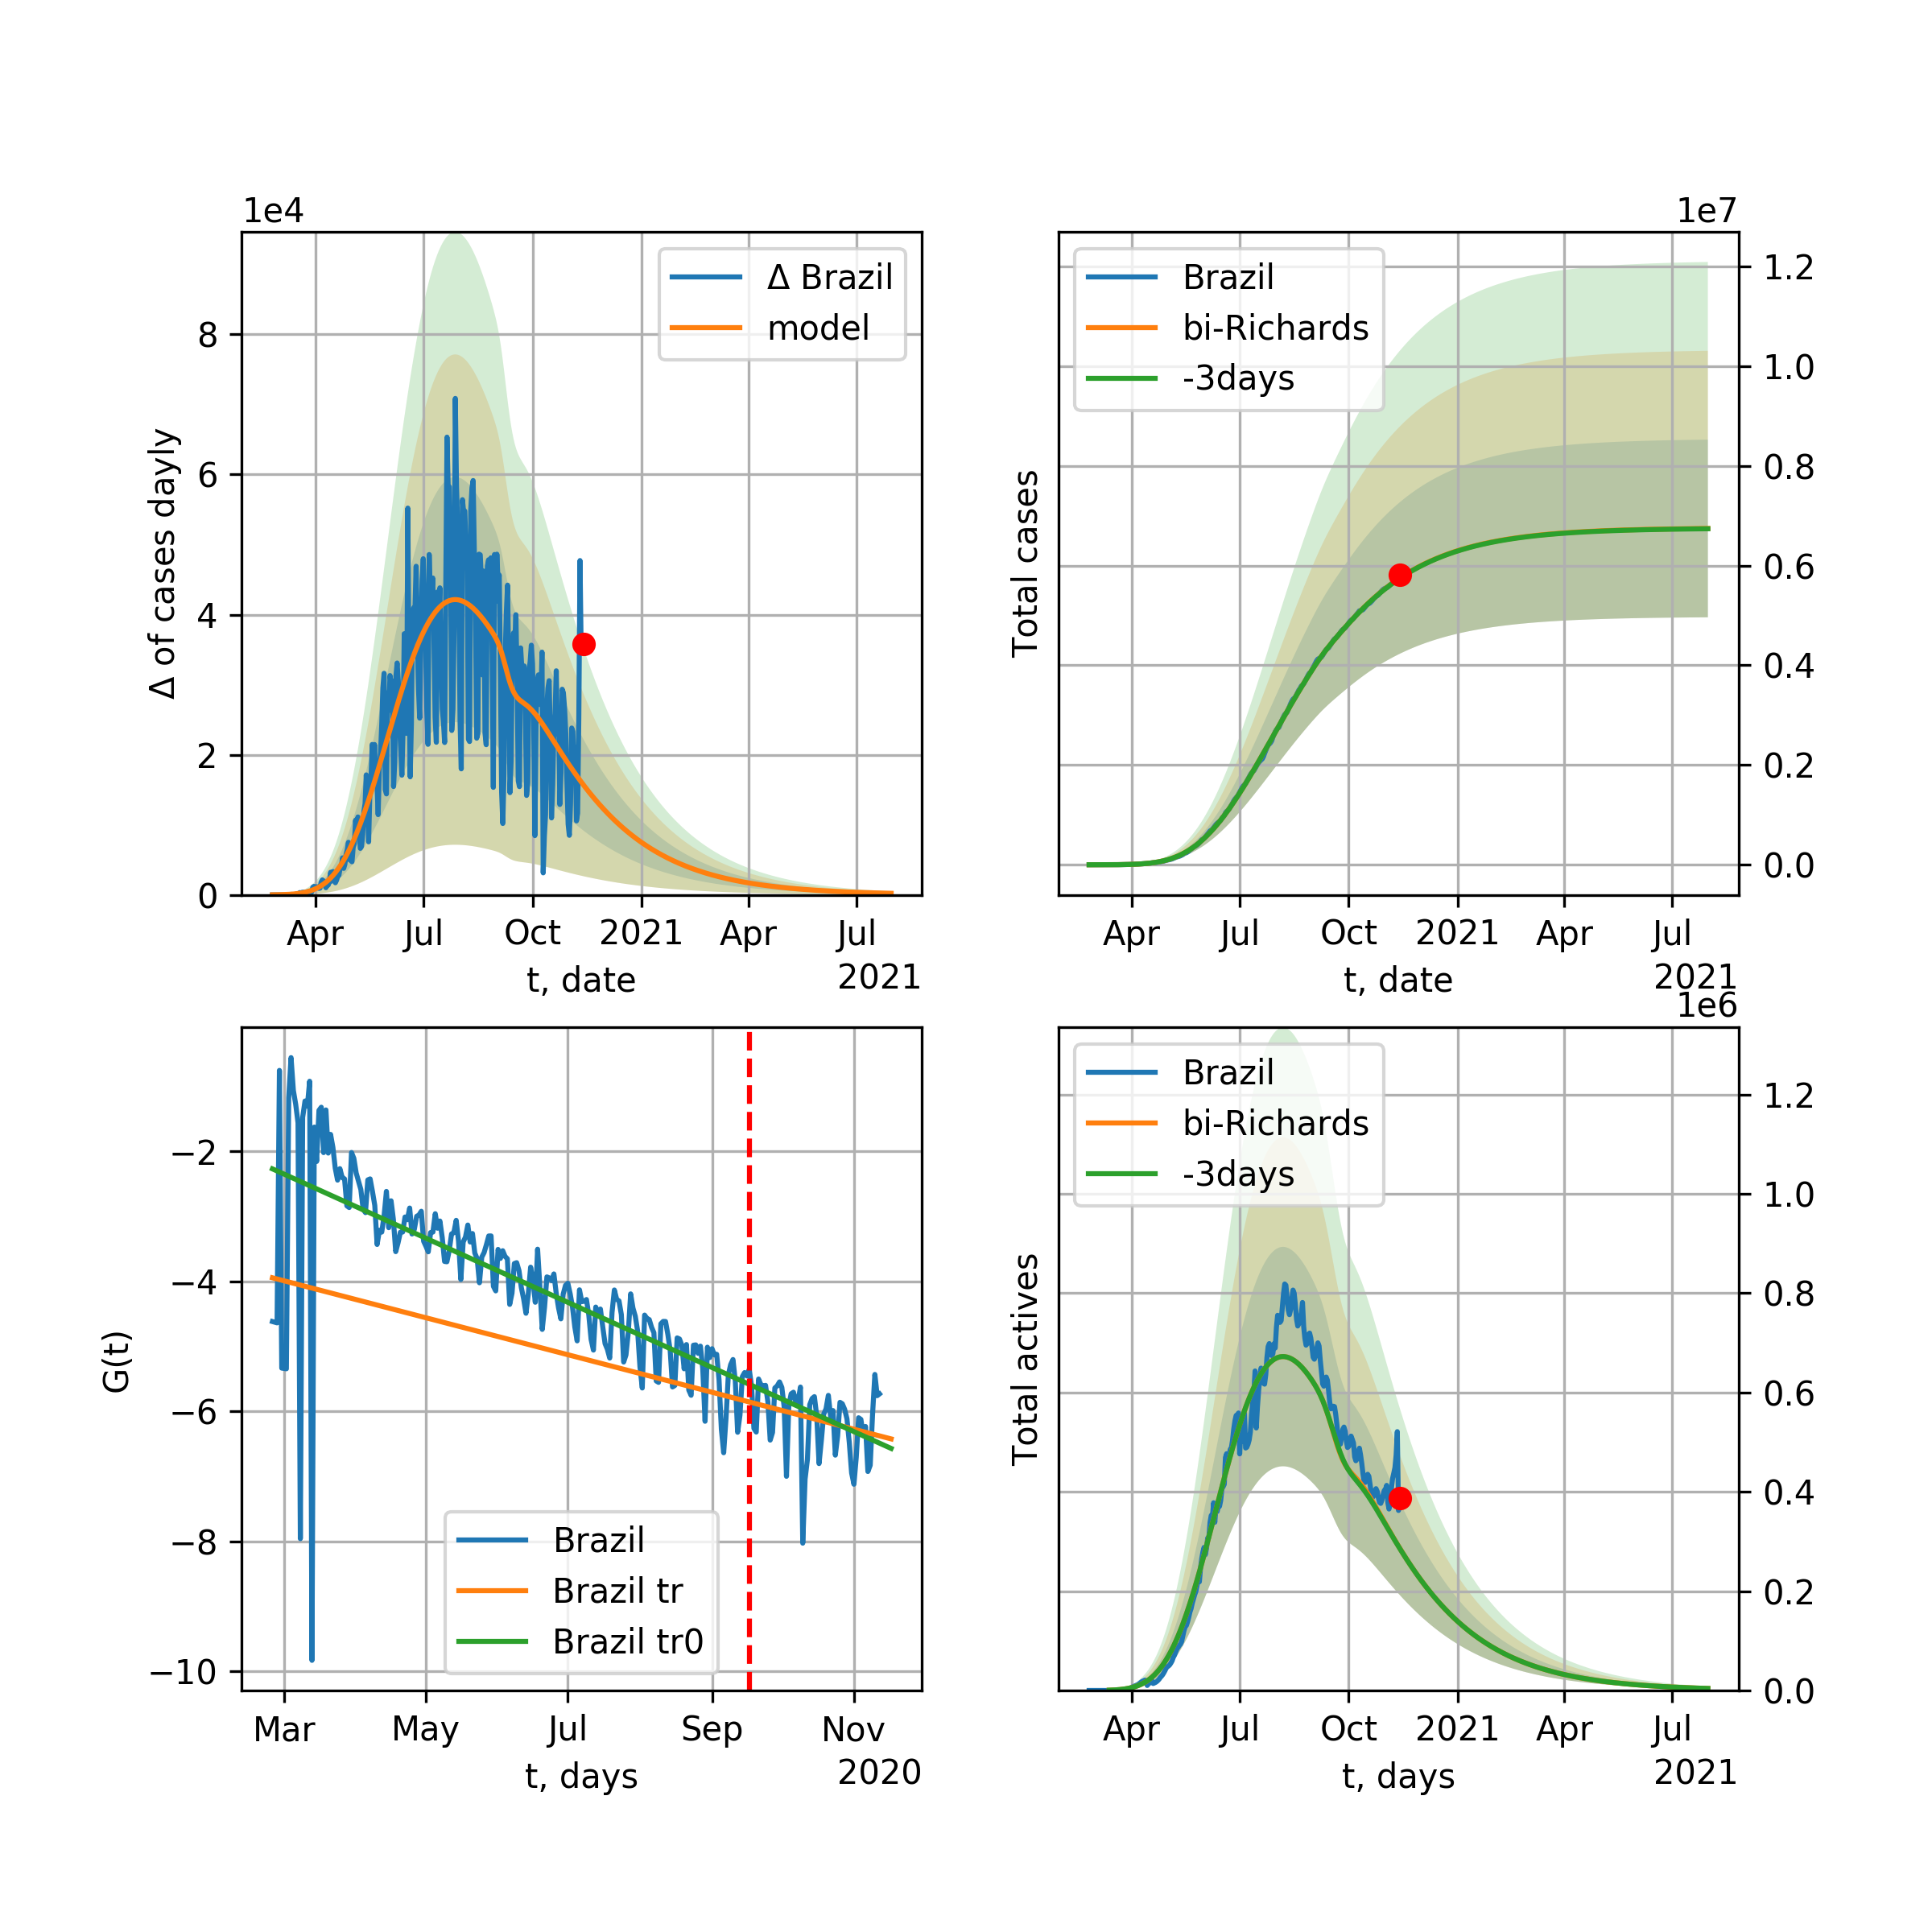 1e4
Δ of cases dayly
8
6
4
2
0
Δ Brazil
model
Apr Jul Oct 2021 Apr Jul
2021
t, date
1e7
Total cases
Brazil
bi-Richards
-3days
1.2
1.0
0.8
0.6
0.4
0.2
0.0
Apr Jul Oct 2021 Apr Jul
2021
t, date
G(t)
−2
−4
−6
−8
−10
Brazil
Brazil tr
Brazil tr0
Mar May Jul Sep Nov
2020
t, days
1e6
Total actives
Brazil
bi-Richards
-3days
1.2
1.0
0.8
0.6
0.4
0.2
0.0
Apr Jul Oct 2021 Apr Jul
2021
t, days